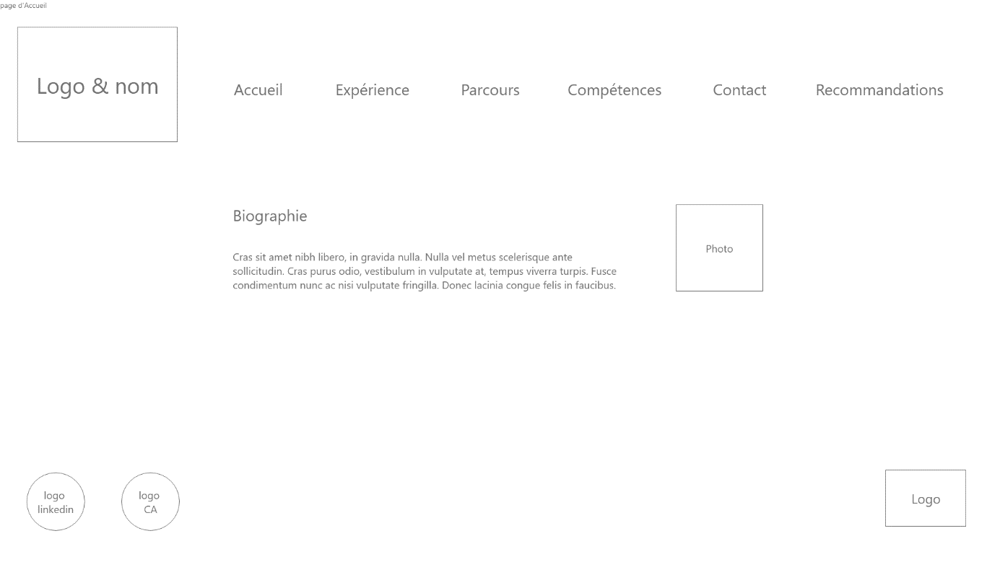 page d'Accueil
Logo & nom
Accueil
Expérience
Parcours
Compétences
Contact
Recommandations
Biographie
Cras sit amet nibh libero, in gravida nulla. Nulla vel metus scelerisque ante
sollicitudin. Cras purus odio, vestibulum in vulputate at, tempus viverra turpis. Fusce
condimentum nunc ac nisi vulputate fringilla. Donec lacinia congue felis in faucibus.
Photo
logo
linkedin
logo
CA
Logo